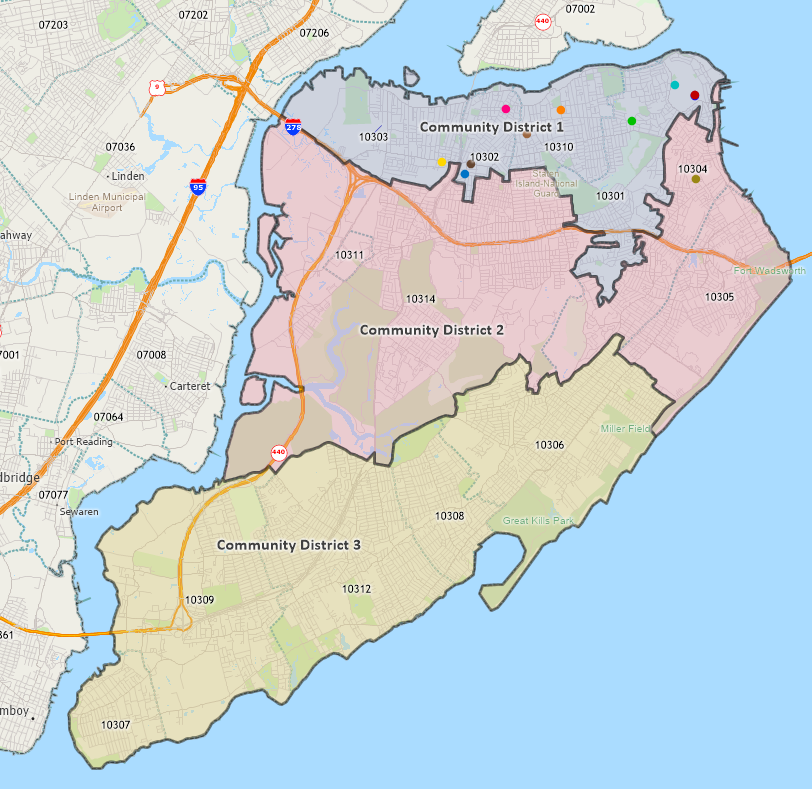 07002
440
07202
07203
07206
9
Community District 1
278
10303
07036
10302
10310
Linden
95
Linden Municipal
Airport
Staten
Island-National
Guard
10304
10301
ahway
10311
Fort Wadsworth
10314
10305
Community District 2
7001
07008
Carteret
07064
Miller Field
Port Reading
10306
440
dbridge
07077
Sewaren
10308
Great Kills Park
Community District 3
10312
10309
861
mboy
10307